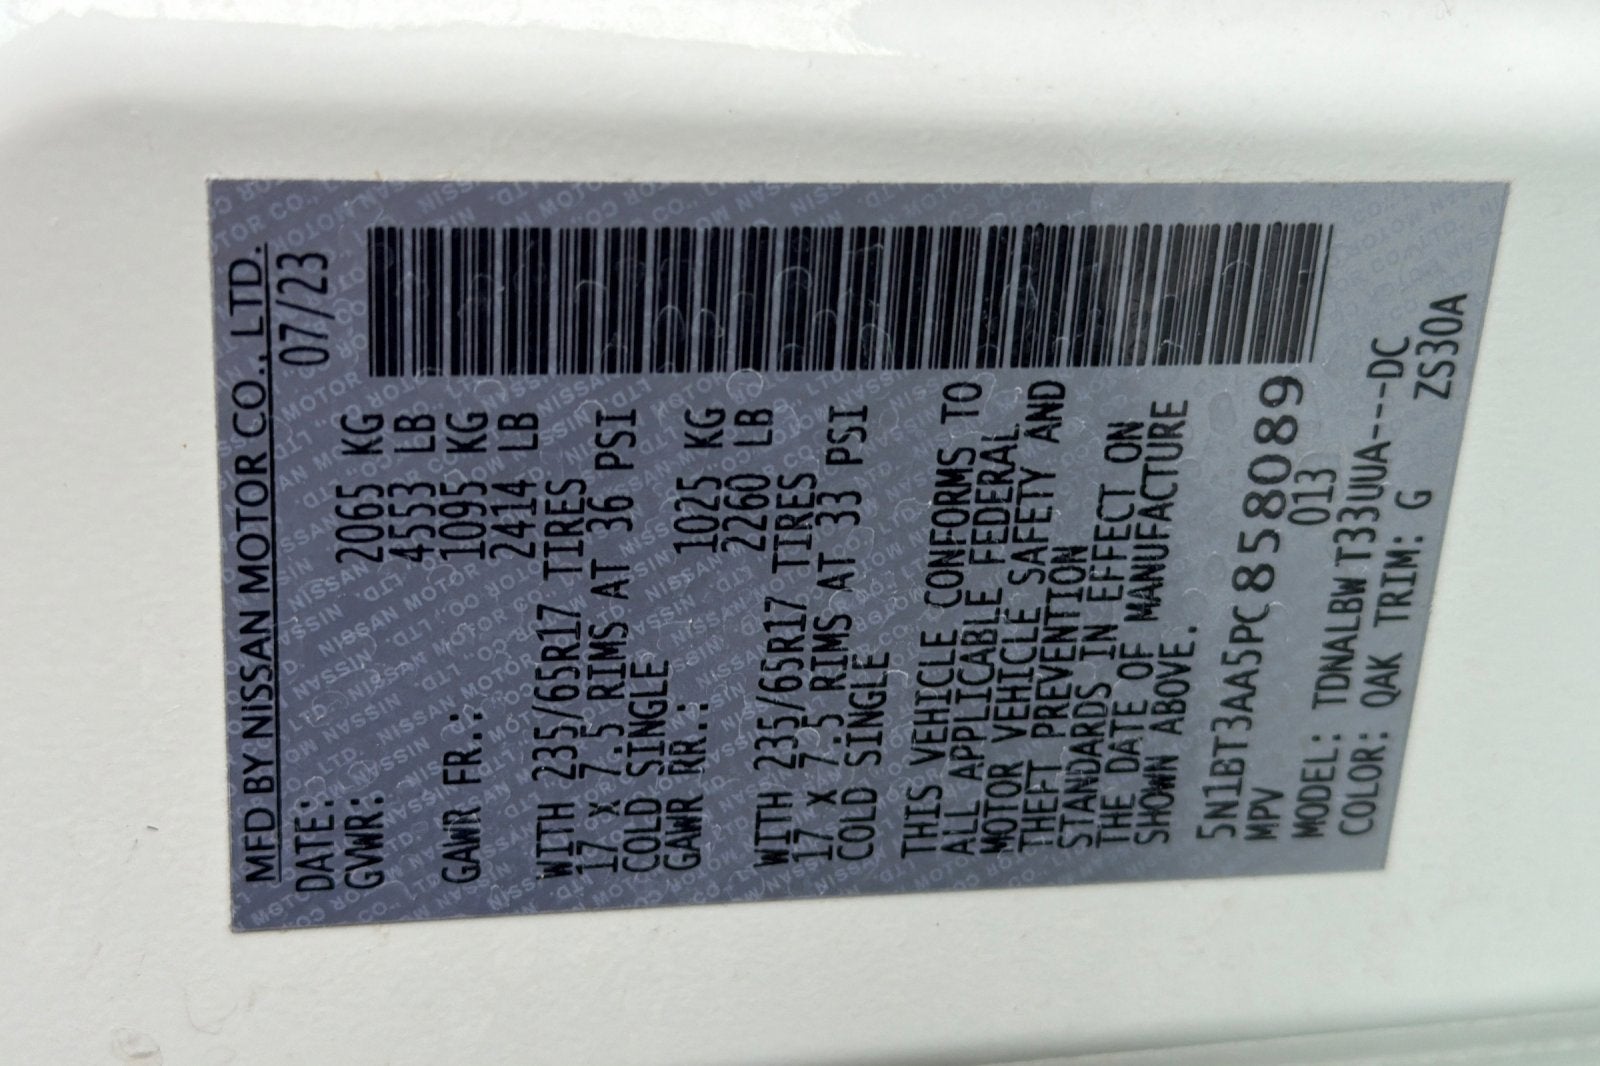 MFD BY NISSAN MOTOR CO., LTD.
DATE: 07/23
GVWR: 2065 KG
4553 LB
GAWR FR.: 1095 KG
2414 LB
WITH 235/65R17 TIRES
17 X 7.5 RIMS AT 36 PSI
COLD SINGLE
GAWR RR.: 1025 KG
2260 LB
WITH 235/65R17 TIRES
17 X 7.5 RIMS AT 33 PSI
COLD SINGLE
THIS VEHICLE CONFORMS TO
ALL APPLICABLE FEDERAL
MOTOR VEHICLE SAFETY AND
THEFT PREVENTION
STANDARDS IN EFFECT ON
THE DATE OF MANUFACTURE
SHOWN ABOVE.
5N1BT3AA5PC858089
MPV 013
MODEL: TDNALBW T33UUA---DC
COLOR: QAK TRIM: G ZS30A